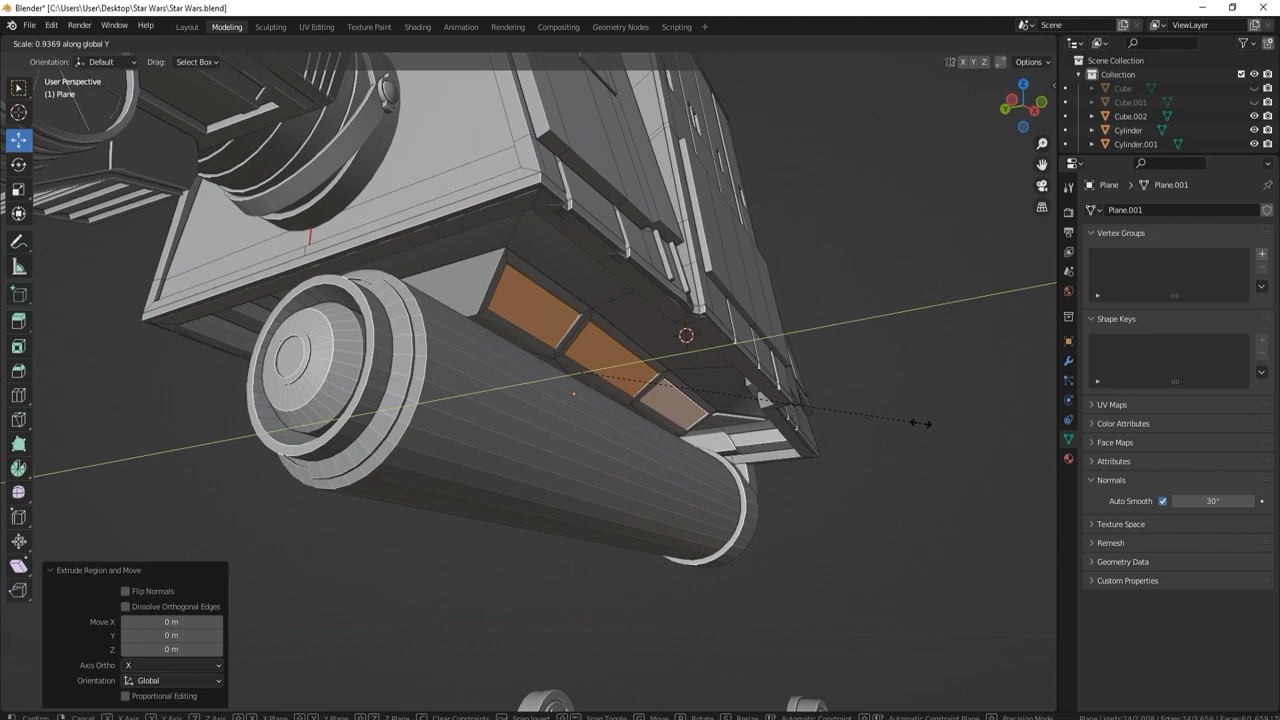 Blender* [C:\Users\User\Desktop\Star Wars\Star Wars.blend]
File Edit Render Window Help Layout Modeling Sculpting UV Editing Texture Paint Shading Animation Rendering Compositing Geometry Nodes Scripting + Scene ViewLayer
Scale: 0.9369 along global Y
Orientation: Default Drag: Select Box X Y Z Options
User Perspective
(1) Plane
Scene Collection
Collection
Cube
Cube.001
Cube.002
Cylinder
Cylinder.001
Plane Plane.001
Plane.001
Vertex Groups
Shape Keys
UV Maps
Color Attributes
Face Maps
Attributes
Normals
Auto Smooth 30°
Texture Space
Remesh
Geometry Data
Custom Properties
Extrude Region and Move
Flip Normals
Dissolve Orthogonal Edges
Move X 0 m
Y 0 m
Z 0 m
Axis Ortho X
Orientation Global
Proportional Editing